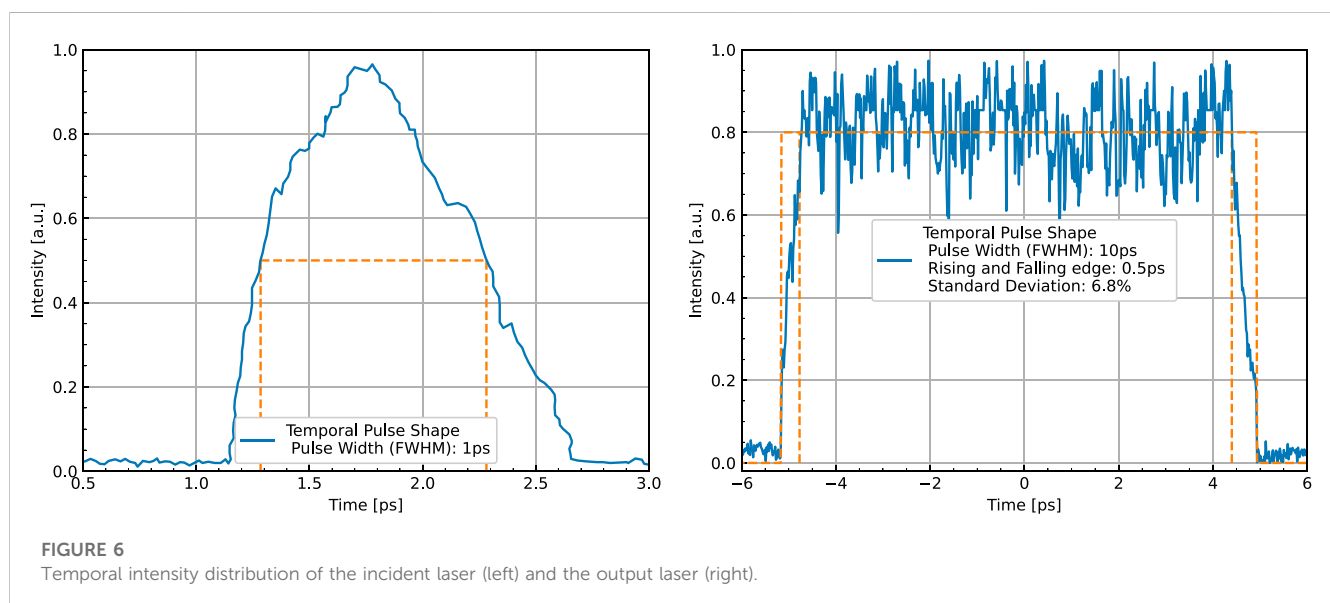 1.0
0.8
0.6
0.4
0.2
0.0
Intensity [a.u.]
0.5
1.0
1.5
2.0
2.5
3.0
Time [ps]
Temporal Pulse Shape
Pulse Width (FWHM): 1ps
1.0
0.8
0.6
0.4
0.2
0.0
Intensity [a.u.]
−6
−4
−2
0
2
4
6
Time [ps]
Temporal Pulse Shape
Pulse Width (FWHM): 10ps
Rising and Falling edge: 0.5ps
Standard Deviation: 6.8%
FIGURE 6
Temporal intensity distribution of the incident laser (left) and the output laser (right).